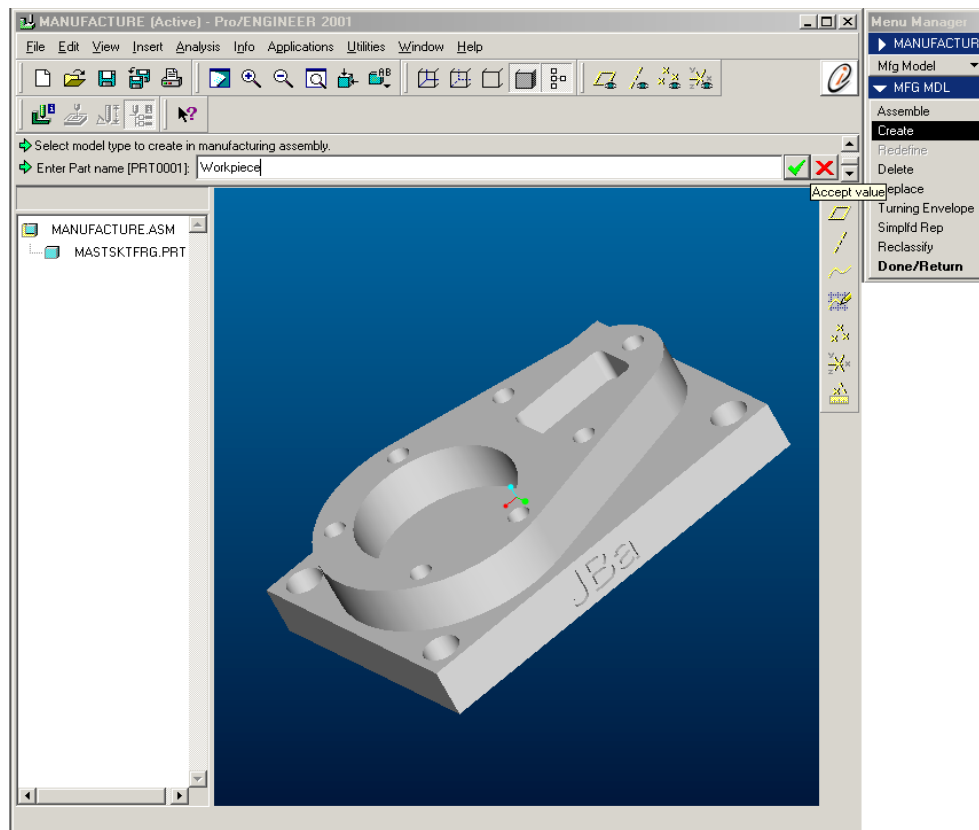 MANUFACTURE (Active) - Pro/ENGINEER 2001
File Edit View Insert Analysis Info Applications Utilities Window Help
Select model type to create in manufacturing assembly.
Enter Part name [PRT0001]: Workpiece
Accept value
MANUFACTURE.ASM
MASTSKTFRG.PRT
JBa
Menu Manager
MANUFACTUR
Mfg Model
MFG MDL
Assemble
Create
Redefine
Delete
eplace
Turning Envelope
Simplfd Rep
Reclassify
Done/Return